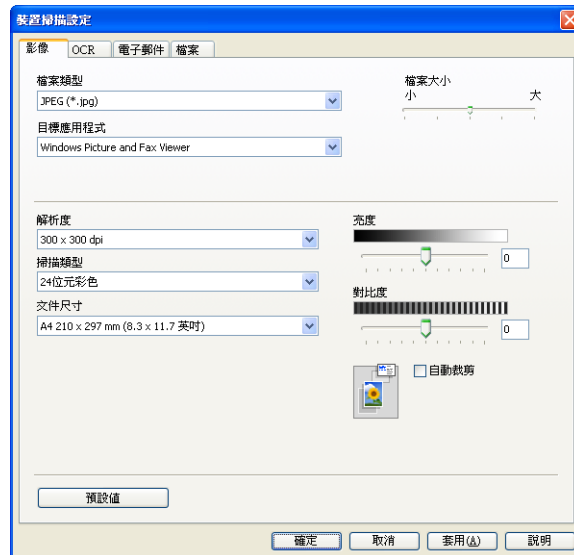 裝置掃描設定
影像 OCR 電子郵件 檔案
檔案類型
JPEG (*.jpg)
檔案大小
小 大
目標應用程式
Windows Picture and Fax Viewer
解析度
300 x 300 dpi
掃描類型
24位元彩色
文件尺寸
A4 210 x 297 mm (8.3 x 11.7 英吋)
亮度
0
對比度
0
自動裁剪
預設值
確定 取消 套用(A) 說明